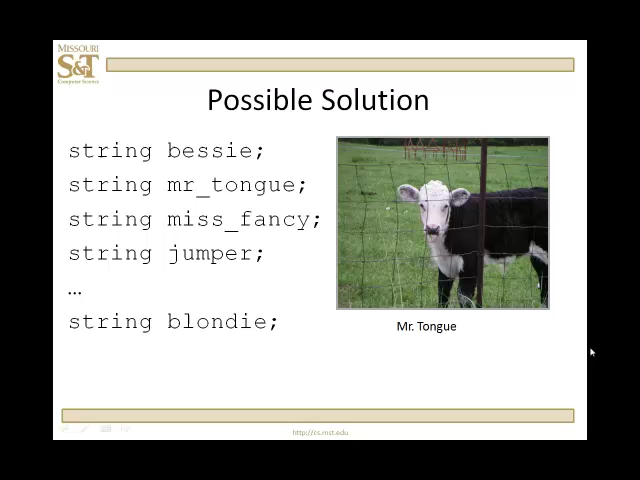 MISSOURI
S&T
Computer Science
Possible Solution
string bessie;
string mr_tongue;
string miss_fancy;
string jumper;
…
string blondie;
Mr. Tongue
http://cs.mst.edu